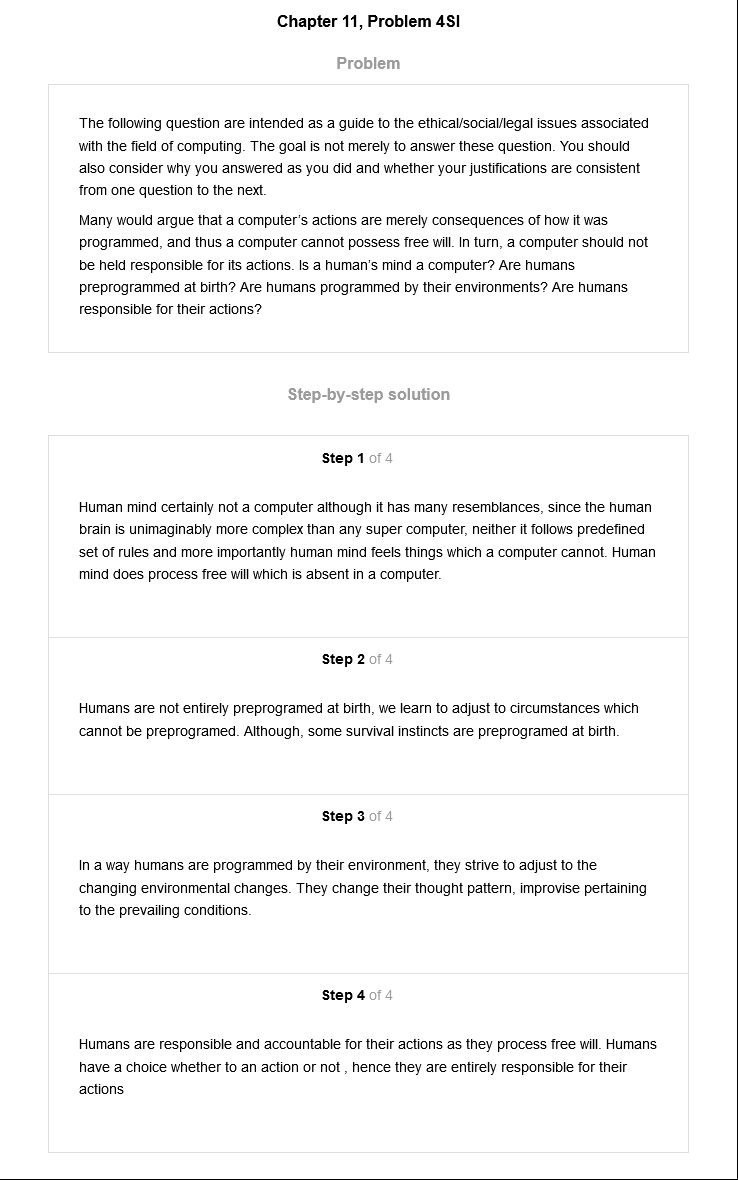 Chapter 11, Problem 4SI
Problem
The following question are intended as a guide to the ethical/social/legal issues associated
with the field of computing. The goal is not merely to answer these question. You should
also consider why you answered as you did and whether your justifications are consistent
from one question to the next.
Many would argue that a computer's actions are merely consequences of how it was
programmed, and thus a computer cannot possess free will. In turn, a computer should not
be held responsible for its actions. Is a human's mind a computer? Are humans
preprogrammed at birth? Are humans programmed by their environments? Are humans
responsible for their actions?
Step-by-step solution
Step 1 of 4
Human mind certainly not a computer although it has many resemblances, since the human
brain is unimaginably more complex than any super computer, neither it follows predefined
set of rules and more importantly human mind feels things which a computer cannot. Human
mind does process free will which is absent in a computer.
Step 2 of 4
Humans are not entirely preprogramed at birth, we learn to adjust to circumstances which
cannot be preprogramed. Although, some survival instincts are preprogramed at birth.
Step 3 of 4
In a way humans are programmed by their environment, they strive to adjust to the
changing environmental changes. They change their thought pattern, improvise pertaining
to the prevailing conditions.
Step 4 of 4
Humans are responsible and accountable for their actions as they process free will. Humans
have a choice whether to an action or not , hence they are entirely responsible for their
actions